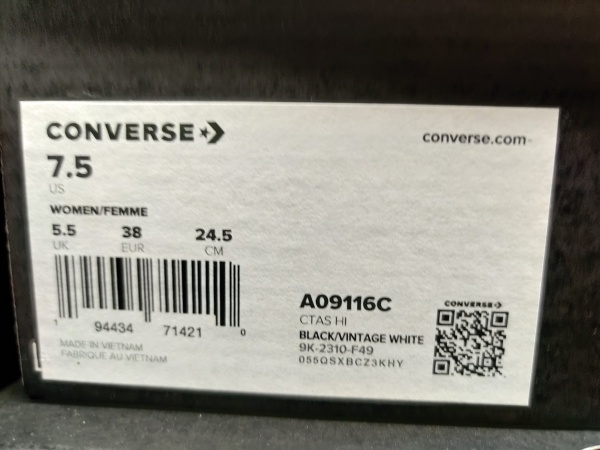 CONVERSE
converse.com
7.5
US
WOMEN/FEMME
5.5 38 24.5
UK EUR CM
1 94434 71421 0
MADE IN VIETNAM
FABRIQUE AU VIETNAM
A09116C
CTAS HI
BLACK/VINTAGE WHITE
9K-2310-F49
055QSXBCZ3KHY
CONVERSE